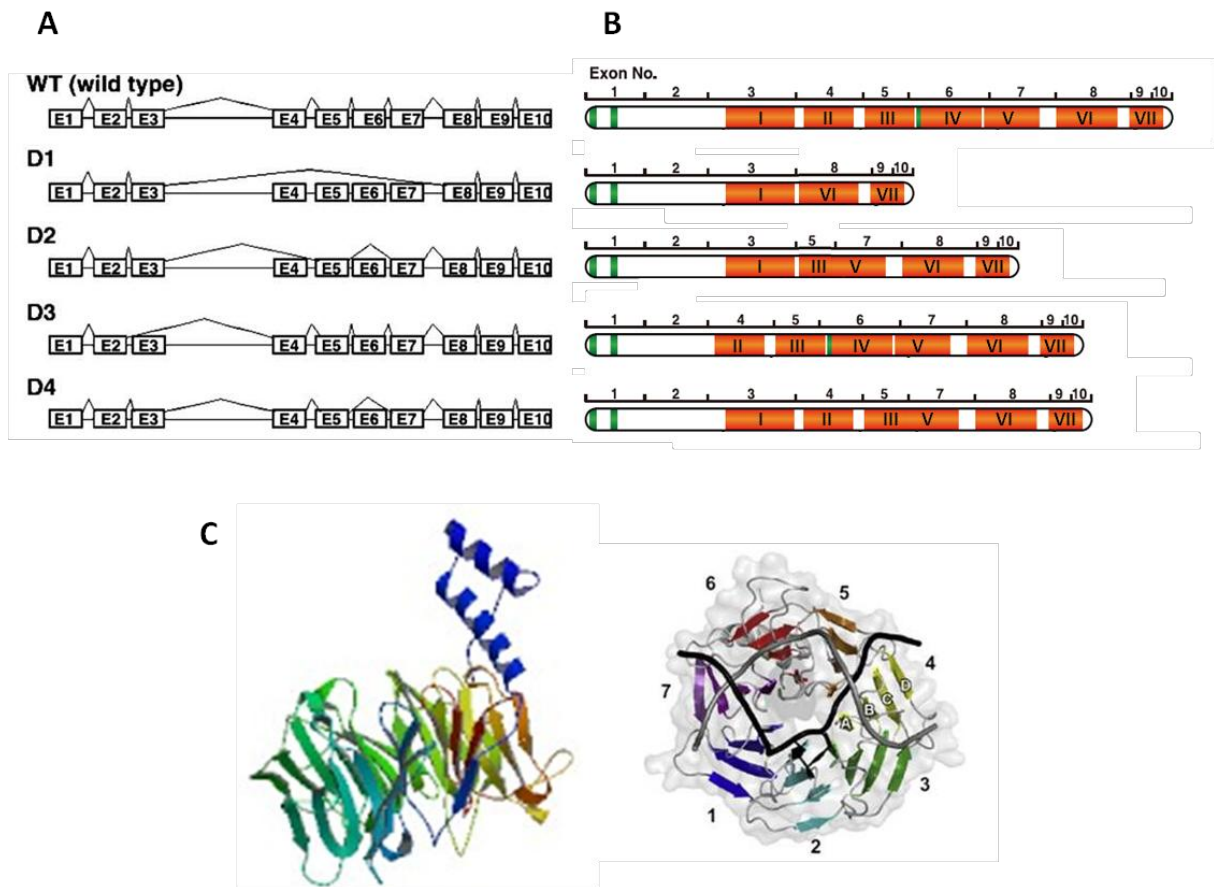 A
B
WT (wild type)
E1 E2 E3 E4 E5 E6 E7 E8 E9 E10
D1
E1 E2 E3 E4 E5 E6 E7 E8 E9 E10
D2
E1 E2 E3 E4 E5 E6 E7 E8 E9 E10
D3
E1 E2 E3 E4 E5 E6 E7 E8 E9 E10
D4
E1 E2 E3 E4 E5 E6 E7 E8 E9 E10
Exon No.
1 2 3 4 5 6 7 8 9 10
I II III IV V VI VII
1 2 3 8 9 10
I VI VII
1 2 3 5 7 8 9 10
I III V VI VII
1 2 4 5 6 7 8 9 10
II III IV V VI VII
1 2 3 4 5 7 8 9 10
I II III V VI VII
C
6 5
4
7 A B C D
3
1
2